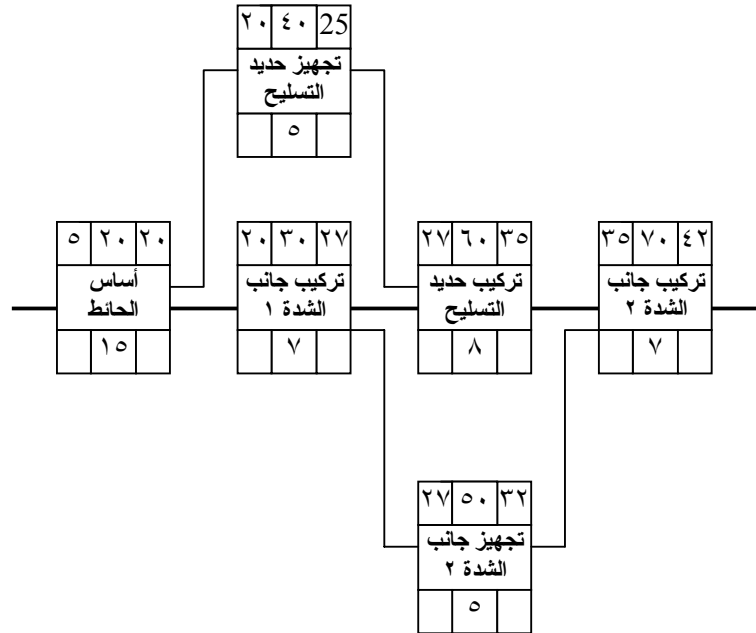 ٢٠ ٤٠ 25
تجهيز حديد
التسليح
٥
٥ ٢٠ ٢٠
أساس
الحائط
١٥
٢٠ ٣٠ ٢٧
تركيب جانب
الشدة ١
٧
٢٧ ٦٠ ٣٥
تركيب حديد
التسليح
٨
٣٥ ٧٠ ٤٢
تركيب جانب
الشدة ٢
٧
٢٧ ٥٠ ٣٢
تجهيز جانب
الشدة ٢
٥